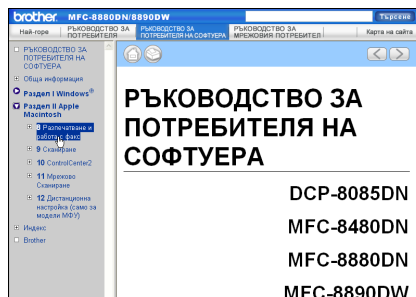 brother. MFC-8880DN/8890DW
Търсене
Най-горе
РЪКОВОДСТВО ЗА
ПОТРЕБИТЕЛЯ
РЪКОВОДСТВО ЗА
ПОТРЕБИТЕЛЯ НА СОФТУЕРА
РЪКОВОДСТВО ЗА
МРЕЖОВИЯ ПОТРЕБИТЕЛ
Карта на сайта
РЪКОВОДСТВО ЗА
ПОТРЕБИТЕЛЯ НА
СОФТУЕРА
Обща информация
Раздел I Windows®
Раздел II Apple
Macintosh
8 Разпечатване и
работа с факс
9 Сканиране
10 ControlCenter2
11 Мрежово
Сканиране
12 Дистанционна
настройка (само за
модели МФУ)
Индекс
Brother
РЪКОВОДСТВО ЗА
ПОТРЕБИТЕЛЯ НА
СОФТУЕРА
DCP-8085DN
MFC-8480DN
MFC-8880DN
MFC-8890DW